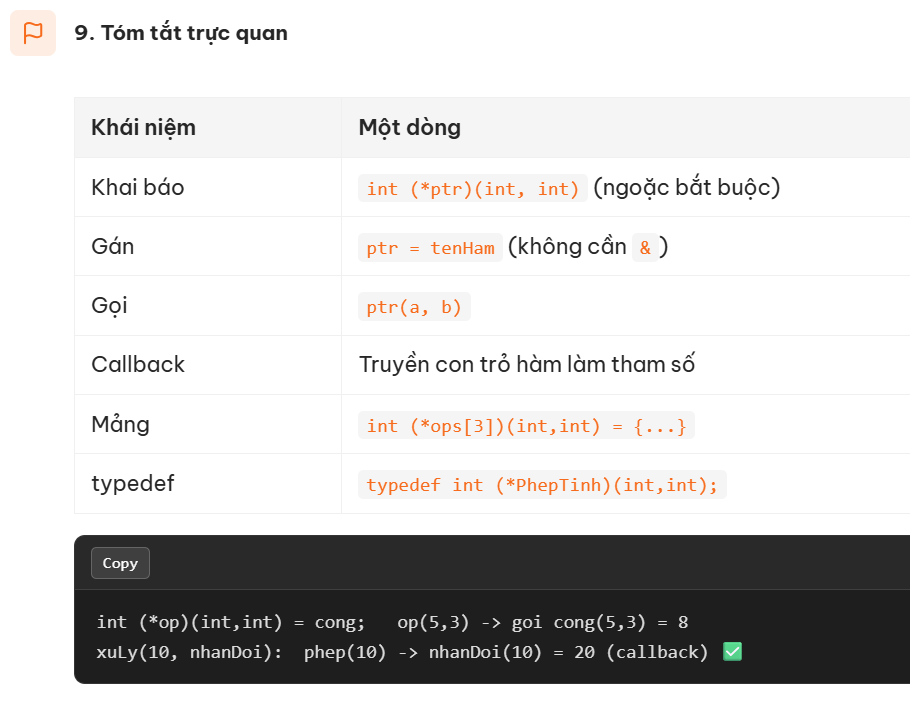 9. Tóm tắt trực quan
Khái niệm Một dòng
Khai báo int (*ptr)(int, int) (ngoặc bắt buộc)
Gán ptr = tenHam (không cần & )
Gọi ptr(a, b)
Callback Truyền con trỏ hàm làm tham số
Mảng int (*ops[3])(int,int) = {...}
typedef typedef int (*PhepTinh)(int,int);
Copy
int (*op)(int,int) = cong;   op(5,3) -> goi cong(5,3) = 8
xuLy(10, nhanDoi):  phep(10) -> nhanDoi(10) = 20 (callback) ✅